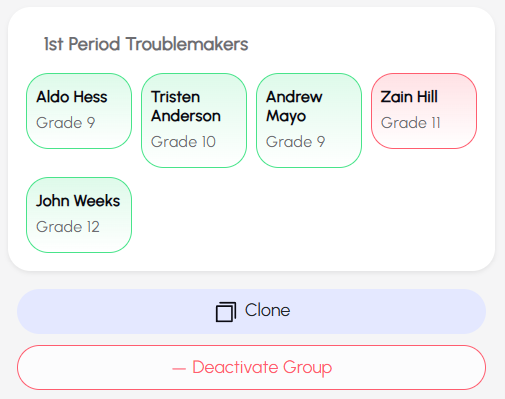 1st Period Troublemakers
Aldo Hess
Grade 9
Tristen
Anderson
Grade 10
Andrew
Mayo
Grade 9
Zain Hill
Grade 11
John Weeks
Grade 12
Clone
— Deactivate Group